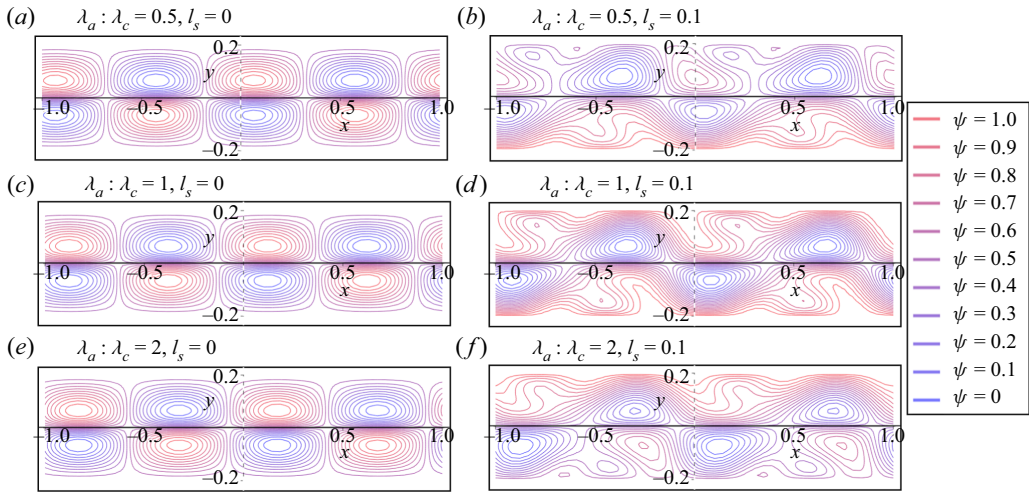 (a) λa : λc = 0.5, ls = 0
0.2
y
–1.0 –0.5 0.5 1.0
x
–0.2
(b) λa : λc = 0.5, ls = 0.1
0.2
y
–1.0 –0.5 0.5 1.0
x
–0.2
(c) λa : λc = 1, ls = 0
0.2
y
–1.0 –0.5 0.5 1.0
x
–0.2
(d) λa : λc = 1, ls = 0.1
0.2
y
–1.0 –0.5 0.5 1.0
x
–0.2
(e) λa : λc = 2, ls = 0
0.2
y
–1.0 –0.5 0.5 1.0
x
–0.2
(f) λa : λc = 2, ls = 0.1
0.2
y
–1.0 –0.5 0.5 1.0
x
–0.2
ψ = 1.0
ψ = 0.9
ψ = 0.8
ψ = 0.7
ψ = 0.6
ψ = 0.5
ψ = 0.4
ψ = 0.3
ψ = 0.2
ψ = 0.1
ψ = 0